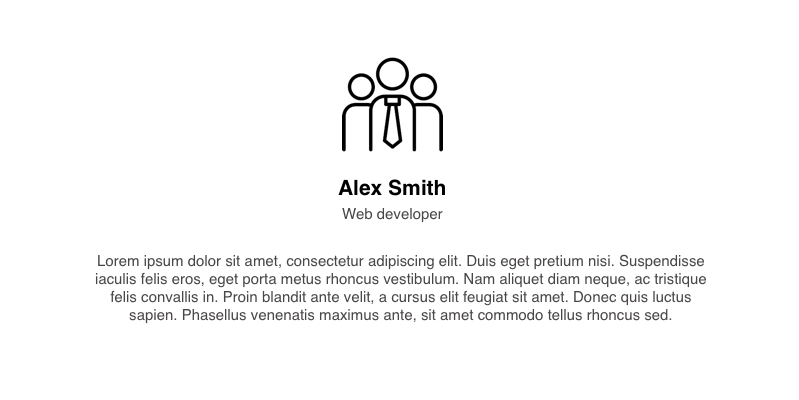 Alex Smith
Web developer
Lorem ipsum dolor sit amet, consectetur adipiscing elit. Duis eget pretium nisi. Suspendisse
iaculis felis eros, eget porta metus rhoncus vestibulum. Nam aliquet diam neque, ac tristique
felis convallis in. Proin blandit ante velit, a cursus elit feugiat sit amet. Donec quis luctus
sapien. Phasellus venenatis maximus ante, sit amet commodo tellus rhoncus sed.